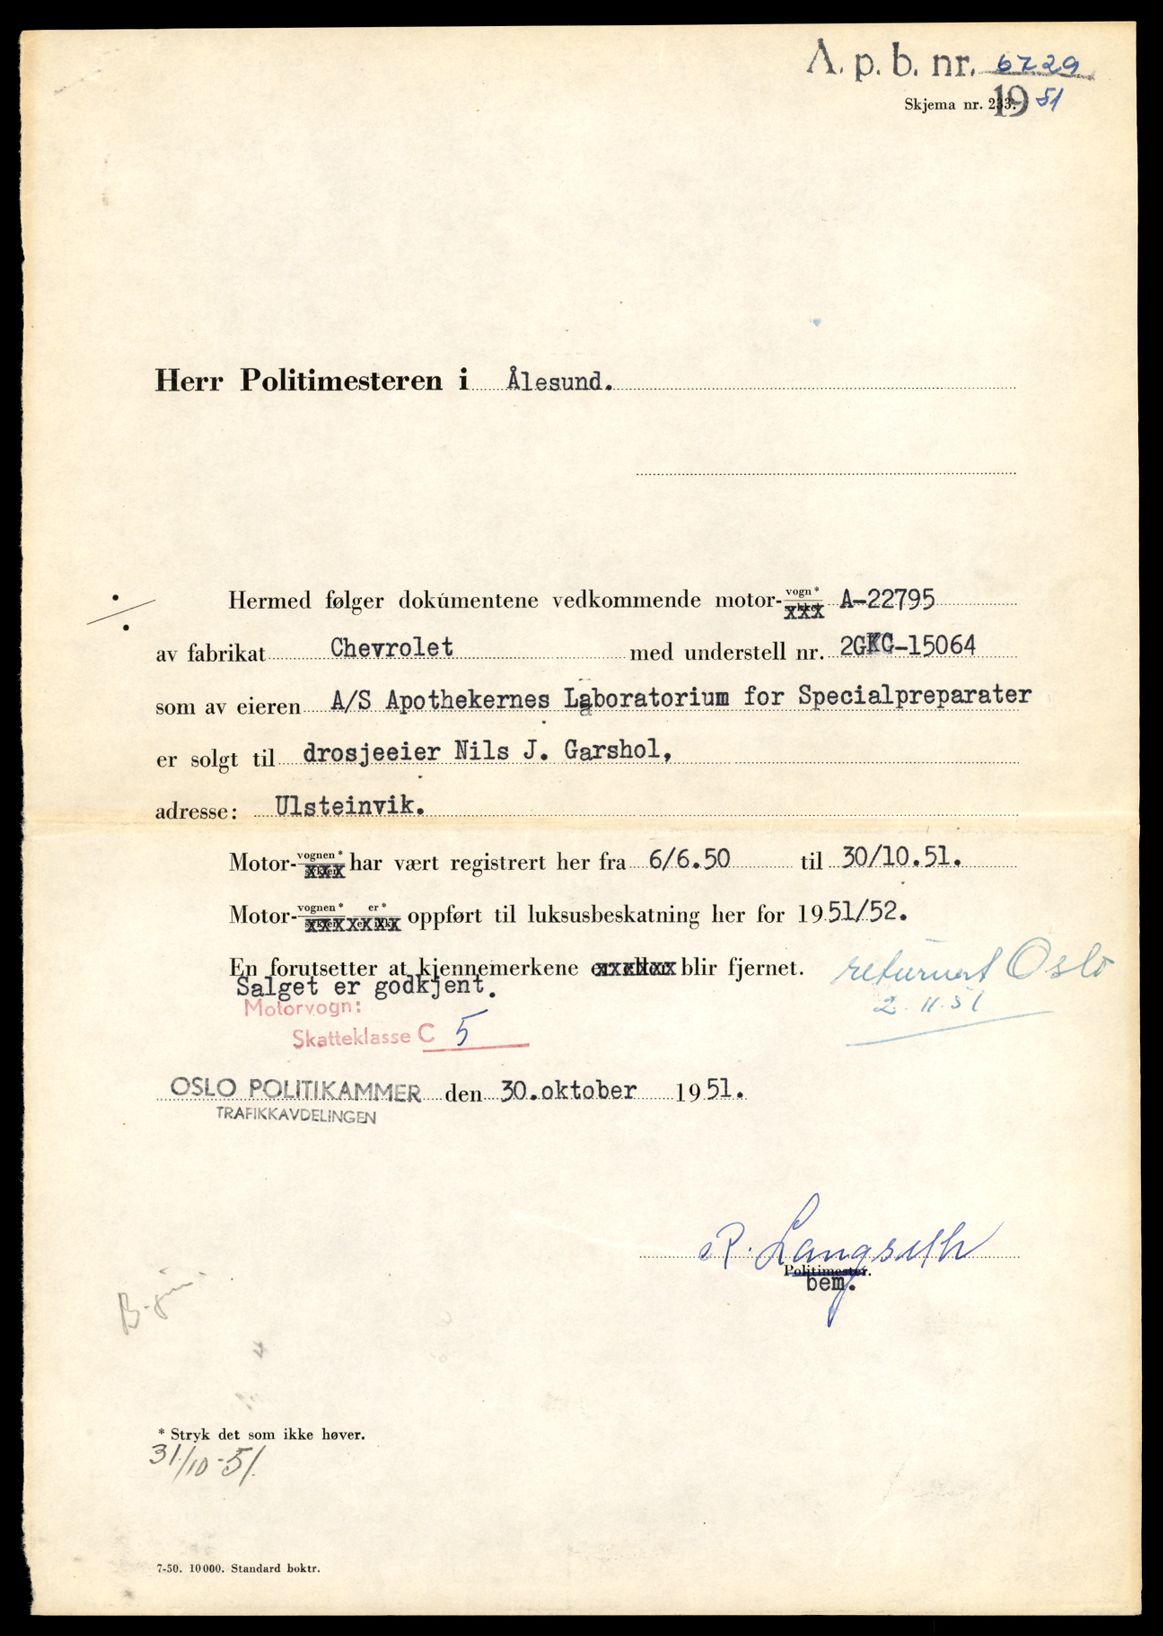 A. p. b. nr. 6729
Skjema nr. 233. 1951
Herr Politimesteren i Ålesund.
Hermed følger dokumentene vedkommende motor-vogn* A-22795
av fabrikat Chevrolet med understell nr. 2GKC-15064
som av eieren A/S Apothekernes Laboratorium for Specialpreparater
er solgt til drosjeeier Nils J. Garshol,
adresse: Ulsteinvik.
Motor-vognen* har vært registrert her fra 6/6.50 til 30/10.51.
Motor-vognen* er* oppført til luksusbeskatning her for 1951/52.
En forutsetter at kjennemerkene blir fjernet.
Salget er godkjent.
returnert Oslo
2.11.51
Motorvogn:
Skatteklasse C 5
OSLO POLITIKAMMER den 30.oktober 1951.
TRAFIKKAVDELINGEN
R. Langseth
Politimester.
bem.
* Stryk det som ikke høver.
31/10-51.
7-50. 10000. Standard boktr.